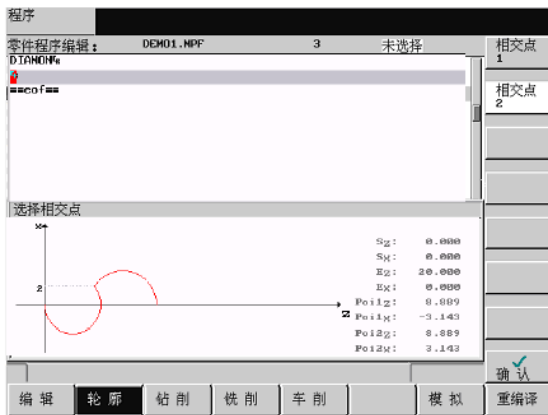 程序
零件程序编辑： DEMO1.NPF 3 未选择
DIAMON¶
==eof==
选择相交点
X
2
Z
Sz: 0.000
Sx: 0.000
Ez: 20.000
Ex: 0.000
Poi1z: 8.889
Poi1x: -3.143
Poi2z: 8.889
Poi2x: 3.143
相交点
1
相交点
2
确 认
编 辑 轮 廓 钻 削 铣 削 车 削 模 拟 重编译